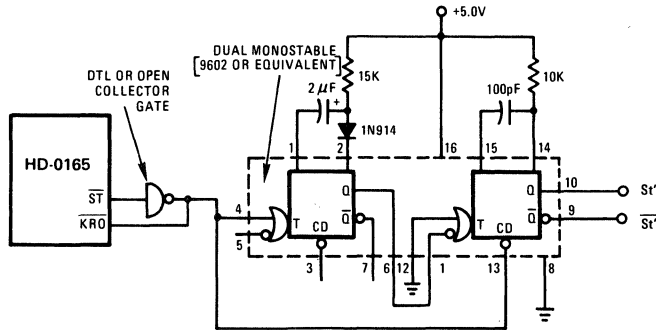 +5.0V
DUAL MONOSTABLE
[9602 OR EQUIVALENT]
DTL OR OPEN
COLLECTOR
GATE
15K
2 µF
+
10K
100pF
1N914
1
2
16
15
14
HD-0165
ST
KRO
4
5
T
Q
Q
CD
T
Q
Q
CD
10
St'
9
St'
3
7
6
12
1
13
8